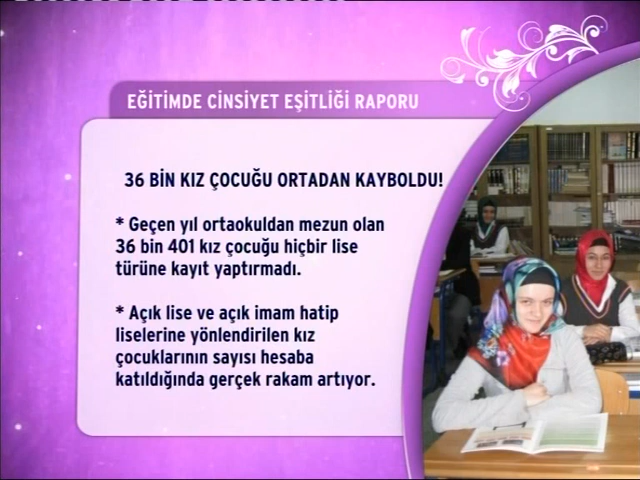 EĞİTİMDE CİNSİYET EŞİTLİĞİ RAPORU
36 BİN KIZ ÇOCUĞU ORTADAN KAYBOLDU!
* Geçen yıl ortaokuldan mezun olan
36 bin 401 kız çocuğu hiçbir lise
türüne kayıt yaptırmadı.
* Açık lise ve açık imam hatip
liselerine yönlendirilen kız
çocuklarının sayısı hesaba
katıldığında gerçek rakam artıyor.